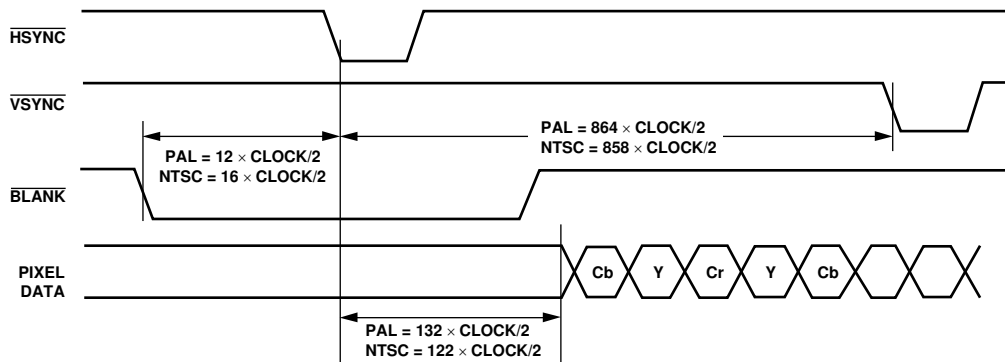 HSYNC
VSYNC
PAL = 12 × CLOCK/2
NTSC = 16 × CLOCK/2
PAL = 864 × CLOCK/2
NTSC = 858 × CLOCK/2
BLANK
PIXEL
DATA
Cb Y Cr Y Cb
PAL = 132 × CLOCK/2
NTSC = 122 × CLOCK/2